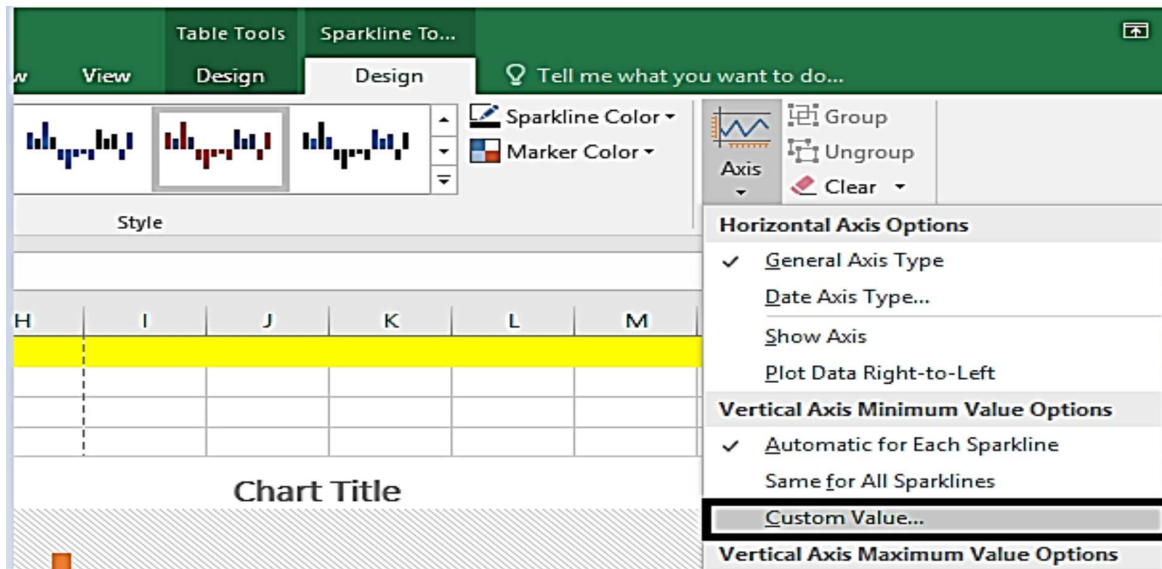 Table Tools
Sparkline To...
w
View
Design
Design
Tell me what you want to do...
Sparkline Color
Marker Color
Style
Axis
Group
Ungroup
Clear
Horizontal Axis Options
General Axis Type
Date Axis Type...
Show Axis
Plot Data Right-to-Left
Vertical Axis Minimum Value Options
Automatic for Each Sparkline
Same for All Sparklines
Custom Value...
Vertical Axis Maximum Value Options
H I J K L M
Chart Title